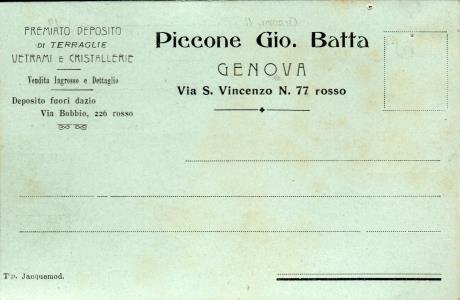 PREMIATO DEPOSITO
DI TERRAGLIE
VETRAMI E CRISTALLERIE
Vendita Ingrosso e Dettaglio
Deposito fuori dazio
Via Bobbio, 226 rosso
Piccone Gio. Batta
GENOVA
Via S. Vincenzo N. 77 rosso
Tip. Jacquemod.